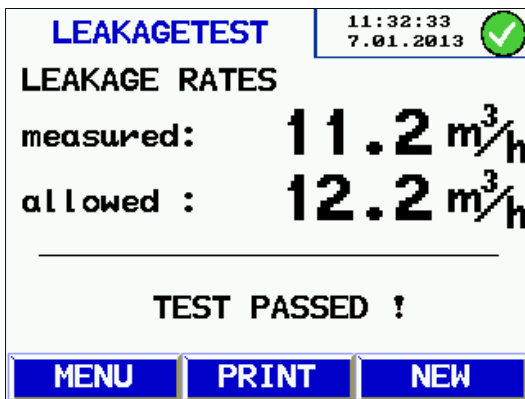 LEAKAGETEST
11:32:33
7.01.2013
LEAKAGE RATES
measured: 11.2 m³/h
allowed : 12.2 m³/h
TEST PASSED !
MENU PRINT NEW